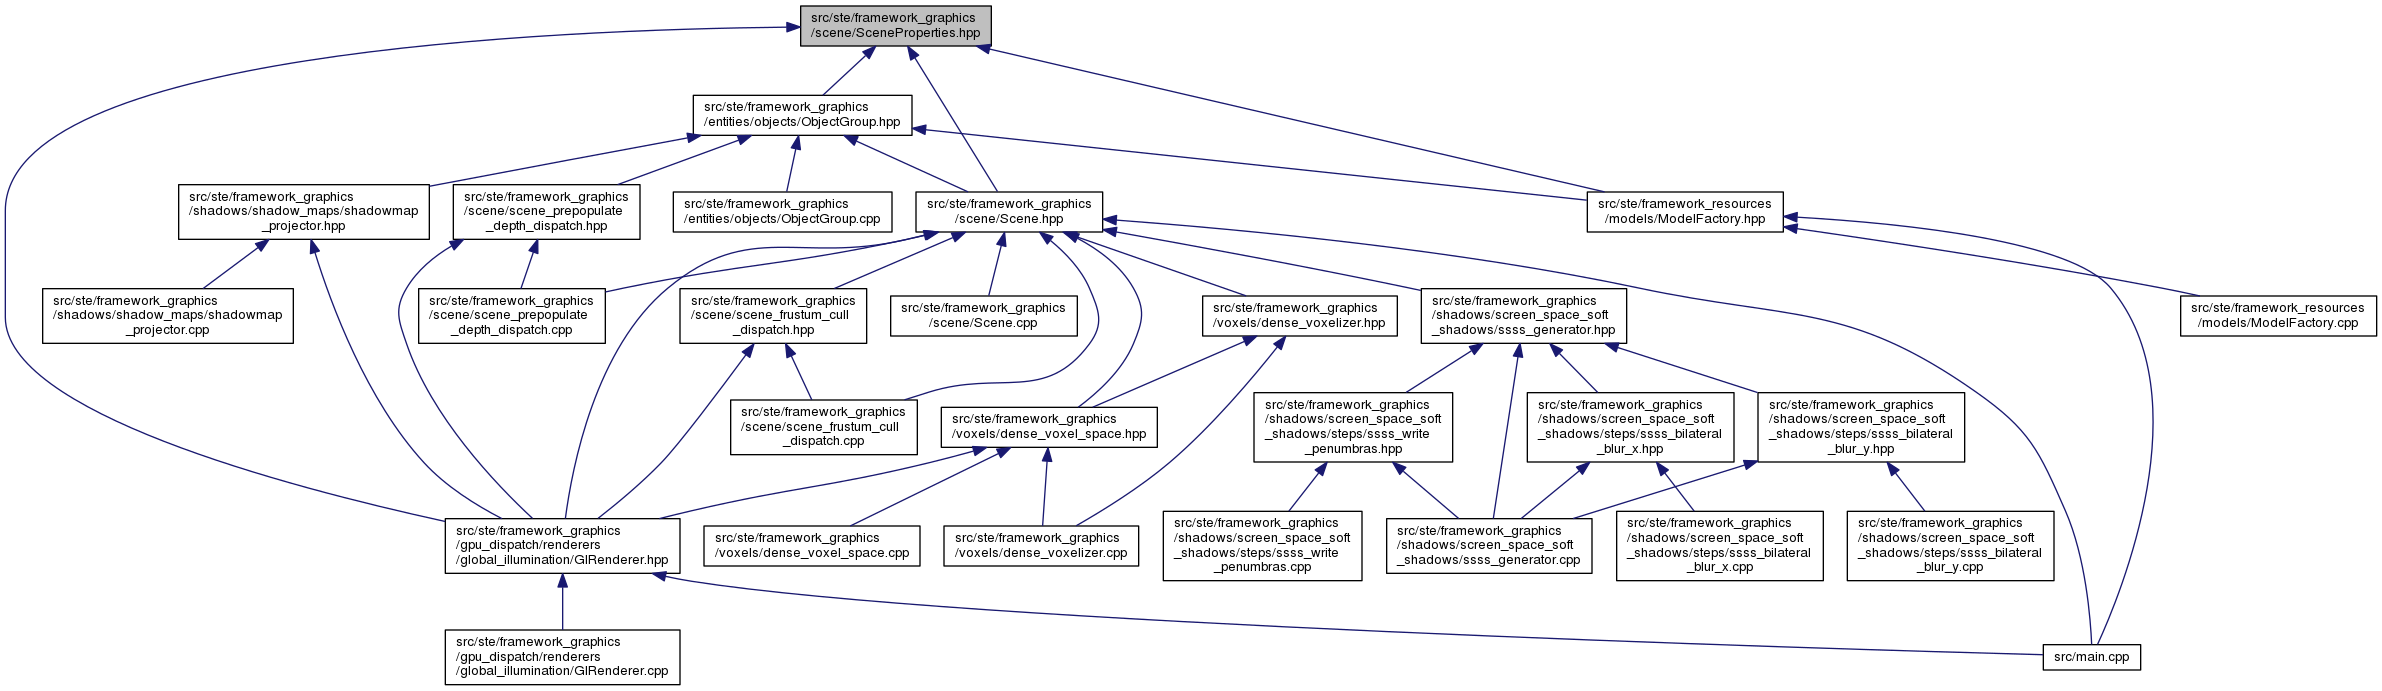 src/ste/framework_graphics
/scene/SceneProperties.hpp
src/ste/framework_graphics
/entities/objects/ObjectGroup.hpp
src/ste/framework_graphics
/shadows/shadow_maps/shadowmap
_projector.hpp
src/ste/framework_graphics
/scene/scene_prepopulate
_depth_dispatch.hpp
src/ste/framework_graphics
/entities/objects/ObjectGroup.cpp
src/ste/framework_graphics
/scene/Scene.hpp
src/ste/framework_resources
/models/ModelFactory.hpp
src/ste/framework_graphics
/shadows/shadow_maps/shadowmap
_projector.cpp
src/ste/framework_graphics
/scene/scene_prepopulate
_depth_dispatch.cpp
src/ste/framework_graphics
/scene/scene_frustum_cull
_dispatch.hpp
src/ste/framework_graphics
/scene/Scene.cpp
src/ste/framework_graphics
/voxels/dense_voxelizer.hpp
src/ste/framework_graphics
/shadows/screen_space_soft
_shadows/ssss_generator.hpp
src/ste/framework_resources
/models/ModelFactory.cpp
src/ste/framework_graphics
/scene/scene_frustum_cull
_dispatch.cpp
src/ste/framework_graphics
/voxels/dense_voxel_space.hpp
src/ste/framework_graphics
/shadows/screen_space_soft
_shadows/steps/ssss_write
_penumbras.hpp
src/ste/framework_graphics
/shadows/screen_space_soft
_shadows/steps/ssss_bilateral
_blur_x.hpp
src/ste/framework_graphics
/shadows/screen_space_soft
_shadows/steps/ssss_bilateral
_blur_y.hpp
src/ste/framework_graphics
/gpu_dispatch/renderers
/global_illumination/GIRenderer.hpp
src/ste/framework_graphics
/voxels/dense_voxel_space.cpp
src/ste/framework_graphics
/voxels/dense_voxelizer.cpp
src/ste/framework_graphics
/shadows/screen_space_soft
_shadows/steps/ssss_write
_penumbras.cpp
src/ste/framework_graphics
/shadows/screen_space_soft
_shadows/ssss_generator.cpp
src/ste/framework_graphics
/shadows/screen_space_soft
_shadows/steps/ssss_bilateral
_blur_x.cpp
src/ste/framework_graphics
/shadows/screen_space_soft
_shadows/steps/ssss_bilateral
_blur_y.cpp
src/ste/framework_graphics
/gpu_dispatch/renderers
/global_illumination/GIRenderer.cpp
src/main.cpp